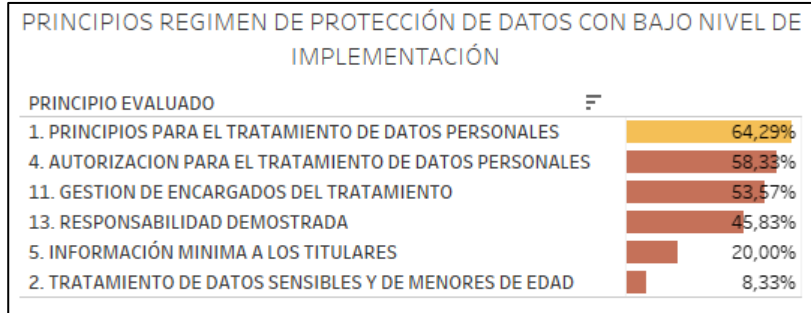 PRINCIPIOS REGIMEN DE PROTECCIÓN DE DATOS CON BAJO NIVEL DE
IMPLEMENTACIÓN
PRINCIPIO EVALUADO
1. PRINCIPIOS PARA EL TRATAMIENTO DE DATOS PERSONALES 64,29%
4. AUTORIZACION PARA EL TRATAMIENTO DE DATOS PERSONALES 58,33%
11. GESTION DE ENCARGADOS DEL TRATAMIENTO 53,57%
13. RESPONSABILIDAD DEMOSTRADA 45,83%
5. INFORMACIÓN MINIMA A LOS TITULARES 20,00%
2. TRATAMIENTO DE DATOS SENSIBLES Y DE MENORES DE EDAD 8,33%